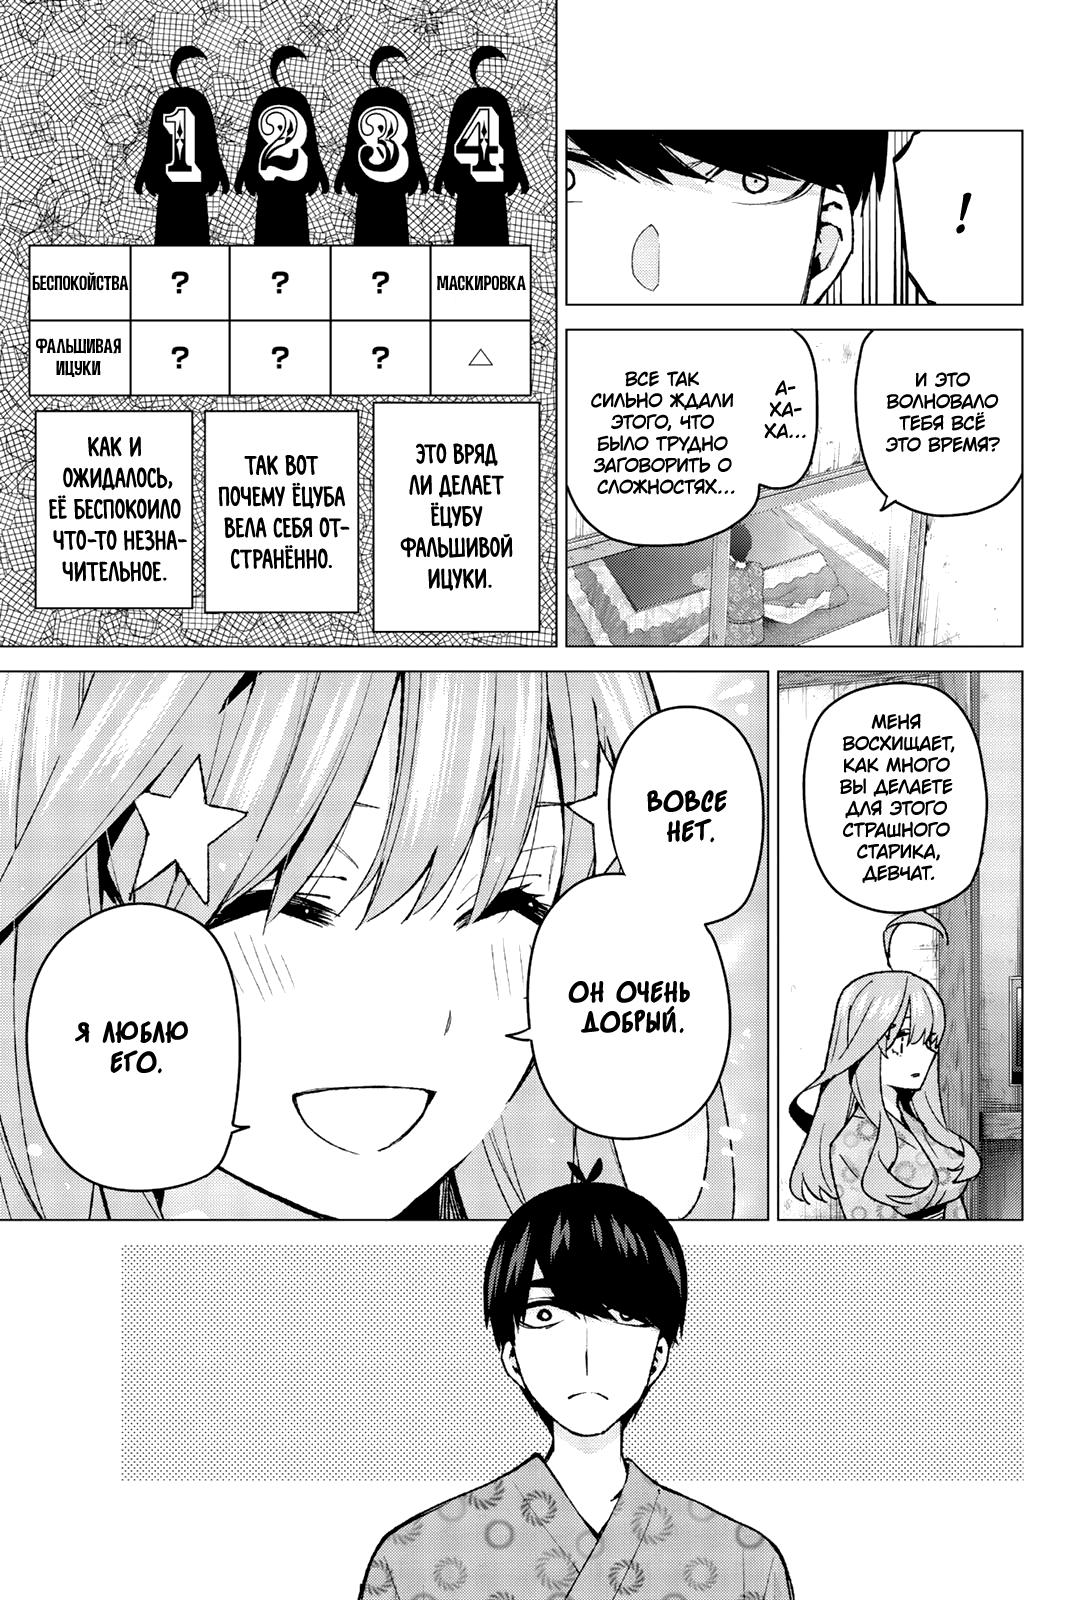 !
И ЭТО
ВОЛНОВАЛО
ТЕБЯ ВСЁ
ЭТО ВРЕМЯ?
А-
ХА-
ХА...
ВСЕ ТАК
СИЛЬНО ЖДАЛИ
ЭТОГО, ЧТО
БЫЛО ТРУДНО
ЗАГОВОРИТЬ О
СЛОЖНОСТЯХ...
1 2 3 4
БЕСПОКОЙСТВА ? ? ? МАСКИРОВКА
ФАЛЬШИВАЯ
ИЦУКИ ? ? ? △
ЭТО ВРЯД
ЛИ ДЕЛАЕТ
ЁЦУБУ
ФАЛЬШИВОЙ
ИЦУКИ.
ТАК ВОТ
ПОЧЕМУ ЁЦУБА
ВЕЛА СЕБЯ ОТ-
СТРАНЁННО.
КАК И
ОЖИДАЛОСЬ,
ЕЁ БЕСПОКОИЛО
ЧТО-ТО НЕЗНА-
ЧИТЕЛЬНОЕ.
МЕНЯ
ВОСХИЩАЕТ,
КАК МНОГО
ВЫ ДЕЛАЕТЕ
ДЛЯ ЭТОГО
СТРАШНОГО
СТАРИКА,
ДЕВЧАТ.
ВОВСЕ
НЕТ.
ОН ОЧЕНЬ
ДОБРЫЙ.
Я ЛЮБЛЮ
ЕГО.